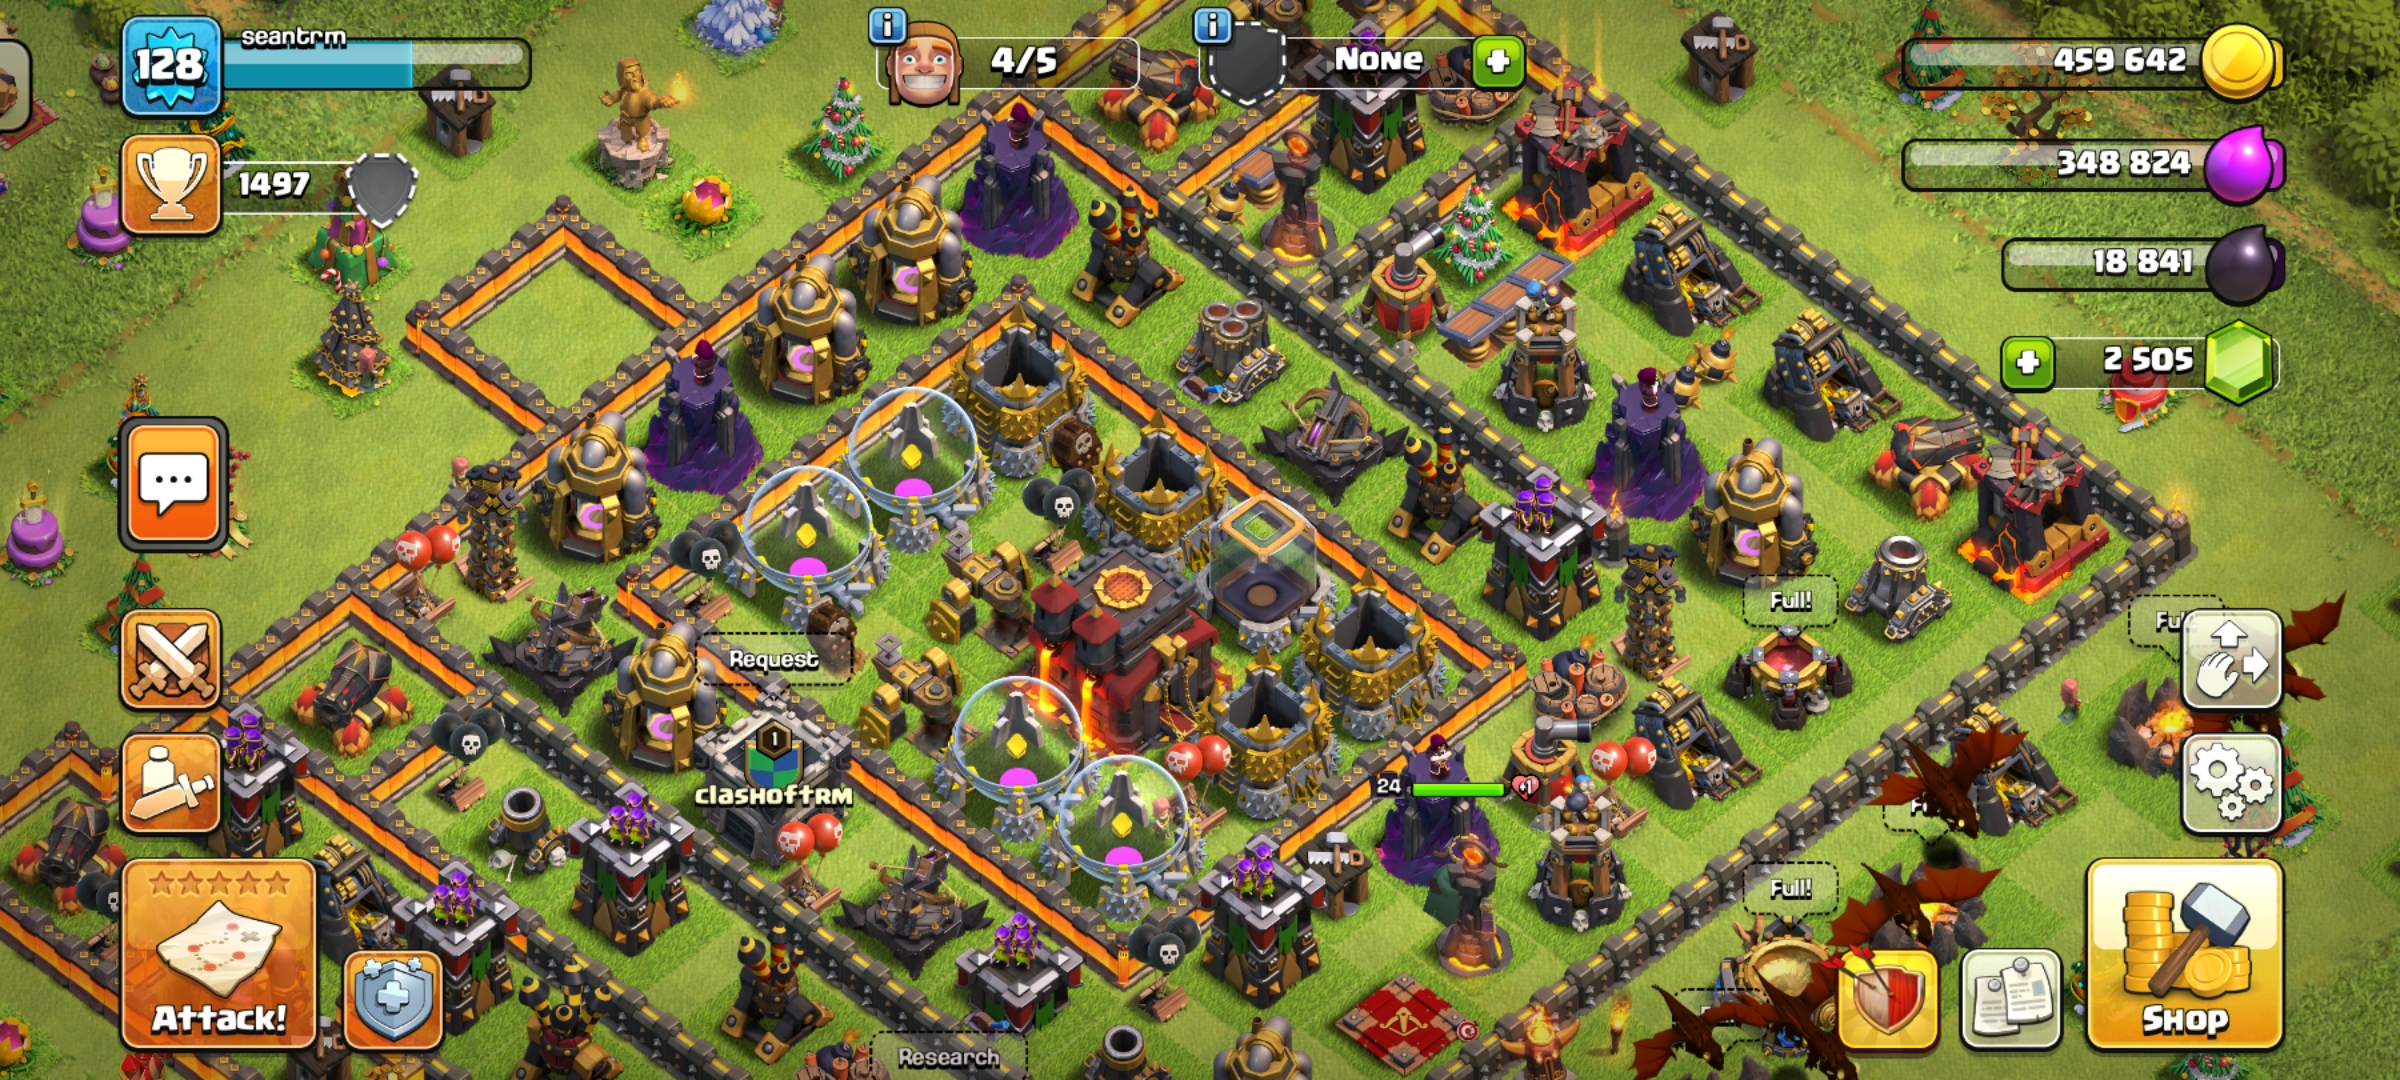 128
seantrm
4/5
None
459 642
1497
348 824
18 841
2 505
Full!
Request
1
clashoftRM
24
+1
Full!
Attack!
Shop
Research